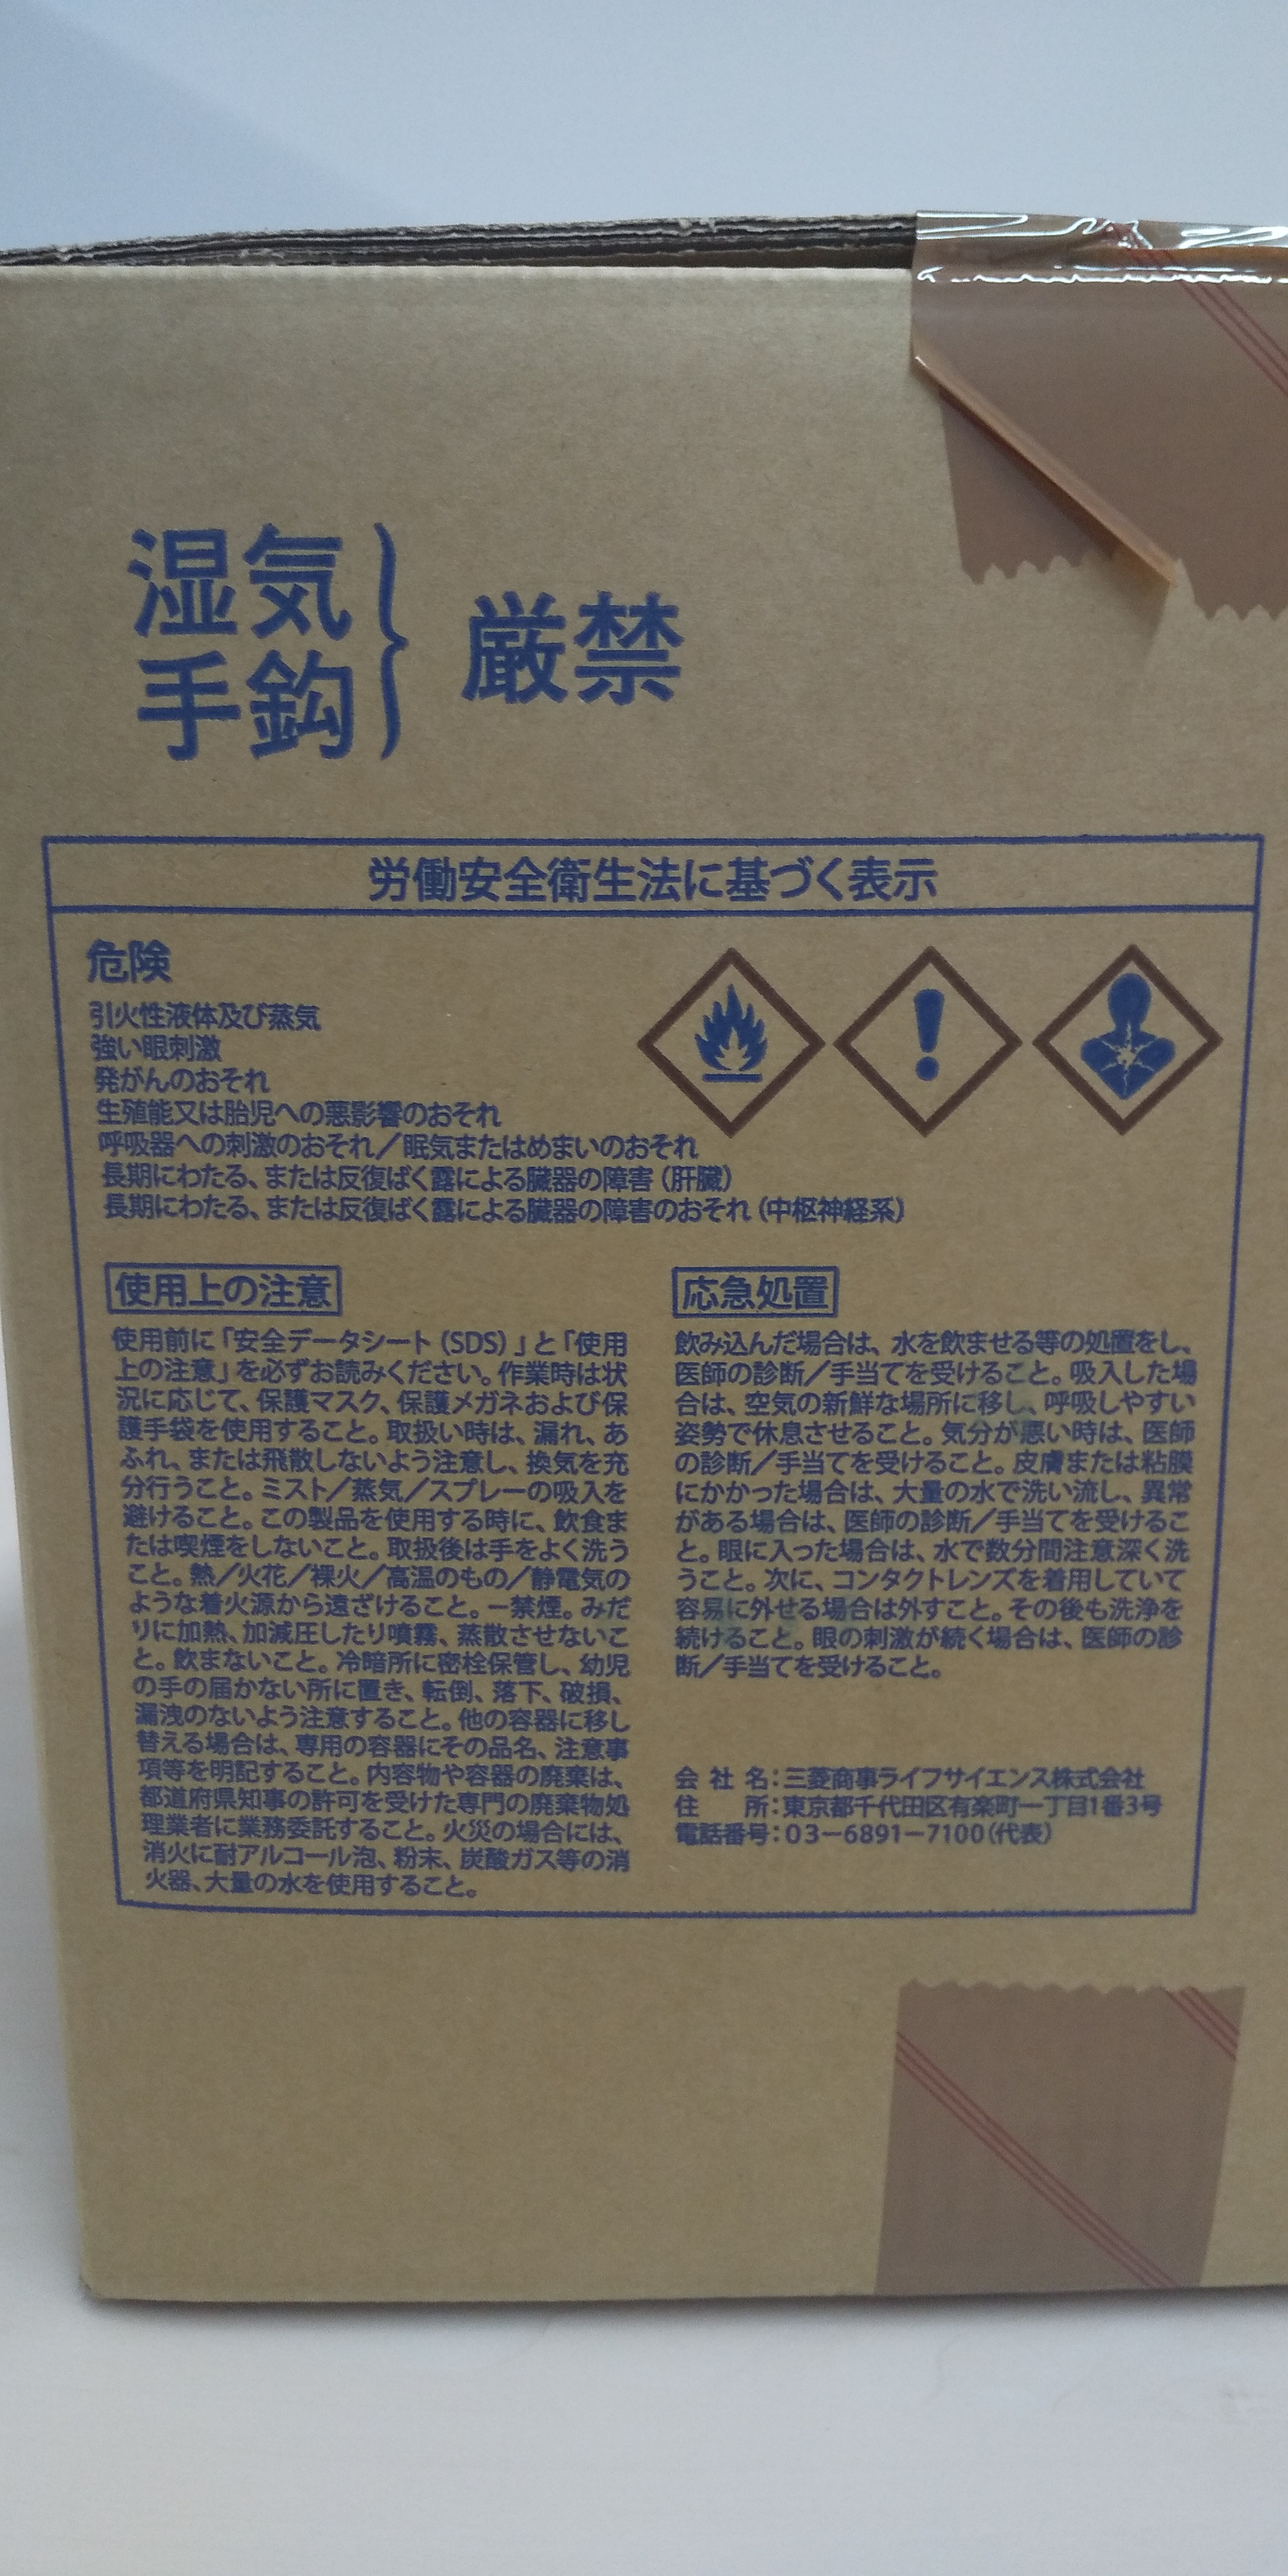 湿気
手鈎
厳禁
労働安全衛生法に基づく表示
危険
引火性液体及び蒸気
強い眼刺激
発がんのおそれ
生殖能又は胎児への悪影響のおそれ
呼吸器への刺激のおそれ／眠気またはめまいのおそれ
長期にわたる、または反復ばく露による臓器の障害（肝臓）
長期にわたる、または反復ばく露による臓器の障害のおそれ（中枢神経系）
使用上の注意
使用前に「安全データシート（SDS）」と「使用
上の注意」を必ずお読みください。作業時は状
況に応じて、保護マスク、保護メガネおよび保
護手袋を使用すること。取扱い時は、漏れ、あ
ふれ、または飛散しないよう注意し、換気を充
分行うこと。ミスト／蒸気／スプレーの吸入を
避けること。この製品を使用する時に、飲食ま
たは喫煙をしないこと。取扱後は手をよく洗う
こと。熱／火花／裸火／高温のもの／静電気の
ような着火源から遠ざけること。－禁煙。みだ
りに加熱、加減圧したり噴霧、蒸散させないこ
と。飲まないこと。冷暗所に密栓保管し、幼児
の手の届かない所に置き、転倒、落下、破損、
漏洩のないよう注意すること。他の容器に移し
替える場合は、専用の容器にその品名、注意事
項等を明記すること。内容物や容器の廃棄は、
都道府県知事の許可を受けた専門の廃棄物処
理業者に業務委託すること。火災の場合には、
消火に耐アルコール泡、粉末、炭酸ガス等の消
火器、大量の水を使用すること。
応急処置
飲み込んだ場合は、水を飲ませる等の処置をし、
医師の診断／手当てを受けること。吸入した場
合は、空気の新鮮な場所に移し、呼吸しやすい
姿勢で休息させること。気分が悪い時は、医師
の診断／手当てを受けること。皮膚または粘膜
にかかった場合は、大量の水で洗い流し、異常
がある場合は、医師の診断／手当てを受けるこ
と。眼に入った場合は、水で数分間注意深く洗
うこと。次に、コンタクトレンズを着用していて
容易に外せる場合は外すこと。その後も洗浄を
続けること。眼の刺激が続く場合は、医師の診
断／手当てを受けること。
会社名：三菱商事ライフサイエンス株式会社
住所：東京都千代田区有楽町一丁目1番3号
電話番号：03－6891－7100（代表）